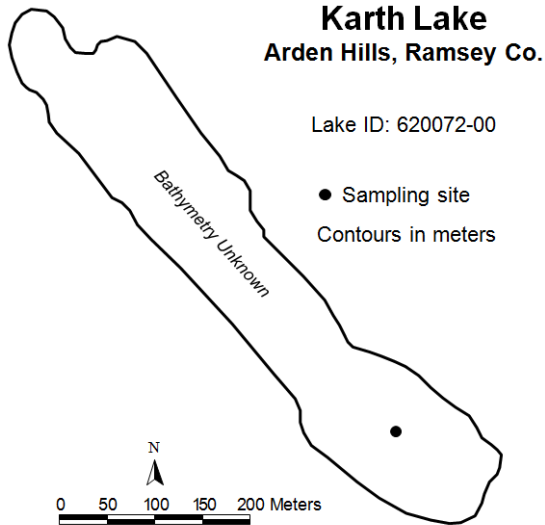 Karth Lake
Arden Hills, Ramsey Co.
Lake ID: 620072-00
Sampling site
Contours in meters
Bathymetry Unknown
N
0 50 100 150 200 Meters